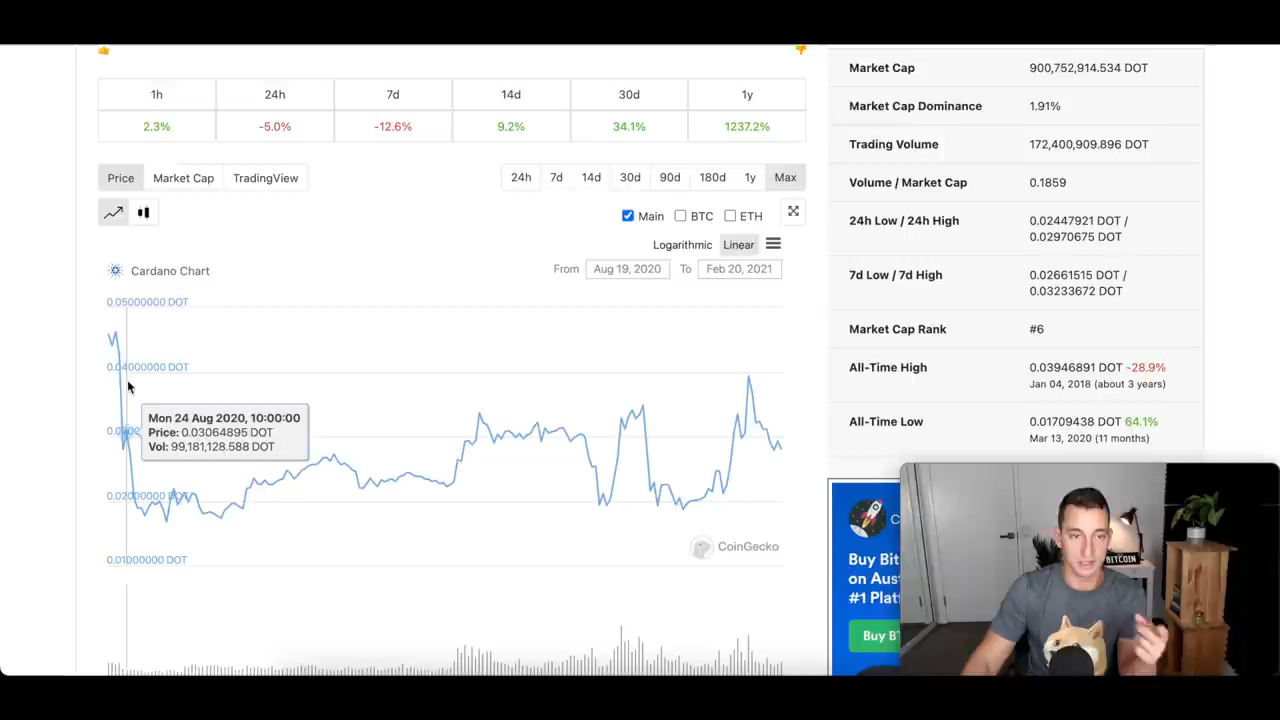 1h 24h 7d 14d 30d 1y
2.3% -5.0% -12.6% 9.2% 34.1% 1237.2%
Price Market Cap TradingView
24h 7d 14d 30d 90d 180d 1y Max
Main BTC ETH
Logarithmic Linear
Cardano Chart
From Aug 19, 2020 To Feb 20, 2021
0.05000000 DOT
0.04000000 DOT
Mon 24 Aug 2020, 10:00:00
Price: 0.03064895 DOT
Vol: 99,181,128.588 DOT
0.02000000 DOT
0.01000000 DOT
CoinGecko
Market Cap 900,752,914.534 DOT
Market Cap Dominance 1.91%
Trading Volume 172,400,909.896 DOT
Volume / Market Cap 0.1859
24h Low / 24h High 0.02447921 DOT /
0.02970675 DOT
7d Low / 7d High 0.02661515 DOT /
0.03233672 DOT
Market Cap Rank #6
All-Time High 0.03946891 DOT -28.9%
Jan 04, 2018 (about 3 years)
All-Time Low 0.01709438 DOT 64.1%
Mar 13, 2020 (11 months)
Buy Bit
on Aus
#1 Plat
Buy BT
BITCOIN